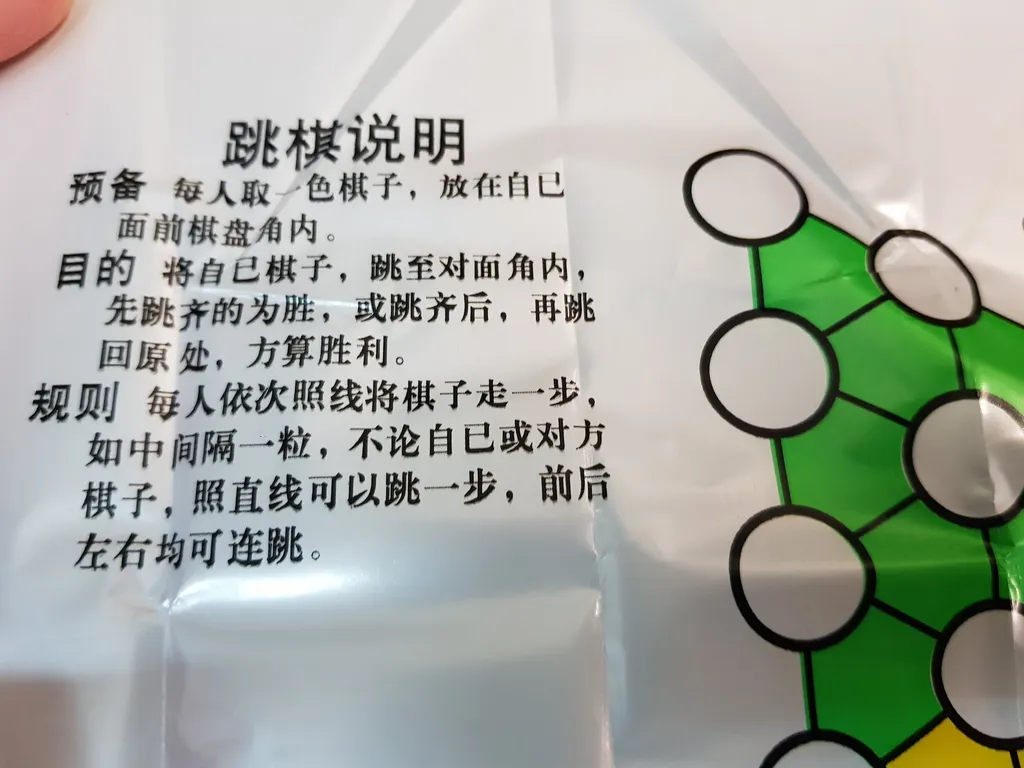 跳棋说明
预备 每人取一色棋子，放在自已
面前棋盘角内。
目的 将自已棋子，跳至对面角内，
先跳齐的为胜，或跳齐后，再跳
回原处，方算胜利。
规则 每人依次照线将棋子走一步，
如中间隔一粒，不论自已或对方
棋子，照直线可以跳一步，前后
左右均可连跳。